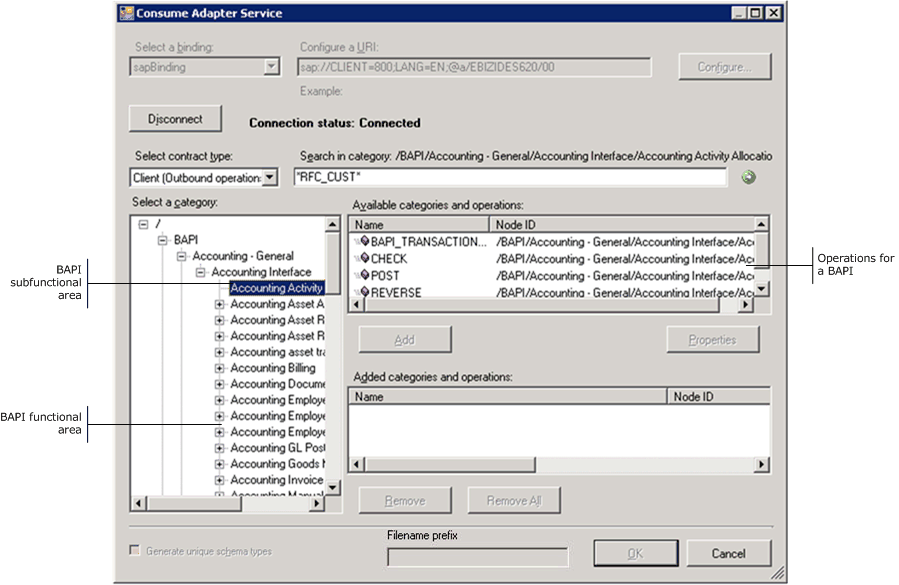 Consume Adapter Service
Select a binding:
Configure a URI:
sapBinding
sap://CLIENT=800;LANG=EN;@a/EBIZIDES620/00
Configure...
Example:
Disconnect
Connection status: Connected
Select contract type:
Search in category: /BAPI/Accounting - General/Accounting Interface/Accounting Activity Allocatio
Client (Outbound operation:
*RFC_CUST*
Select a category:
Available categories and operations:
/
BAPI
Accounting - General
Accounting Interface
Accounting Activity
Accounting Asset A
Accounting Asset R
Accounting Asset R
Accounting asset tra
Accounting Billing
Accounting Docume
Accounting Employe
Accounting Employe
Accounting Employe
Accounting GL Post
Accounting Goods M
Accounting Invoice
Accounting Manual
Name
Node ID
BAPI_TRANSACTION...
/BAPI/Accounting - General/Accounting Interface/Acc
CHECK
/BAPI/Accounting - General/Accounting Interface/Acc
POST
/BAPI/Accounting - General/Accounting Interface/Acc
REVERSE
/BAPI/Accounting - General/Accounting Interface/Acc
Add
Properties
Added categories and operations:
Name
Node ID
Remove
Remove All
Generate unique schema types
Filename prefix
OK
Cancel
BAPI
subfunctional
area
BAPI functional
area
Operations for
a BAPI